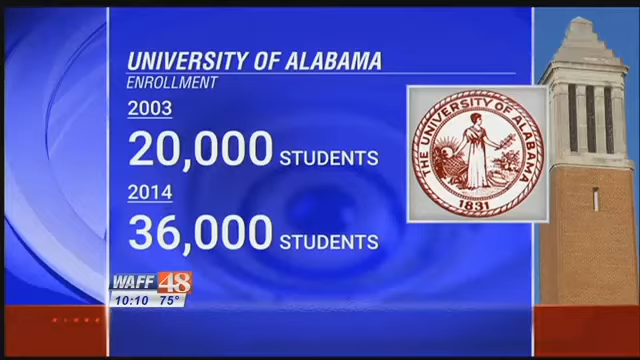 UNIVERSITY OF ALABAMA
ENROLLMENT
2003
20,000 STUDENTS
2014
36,000 STUDENTS
THE UNIVERSITY OF ALABAMA
1831
WAFF 48
10:10 75°